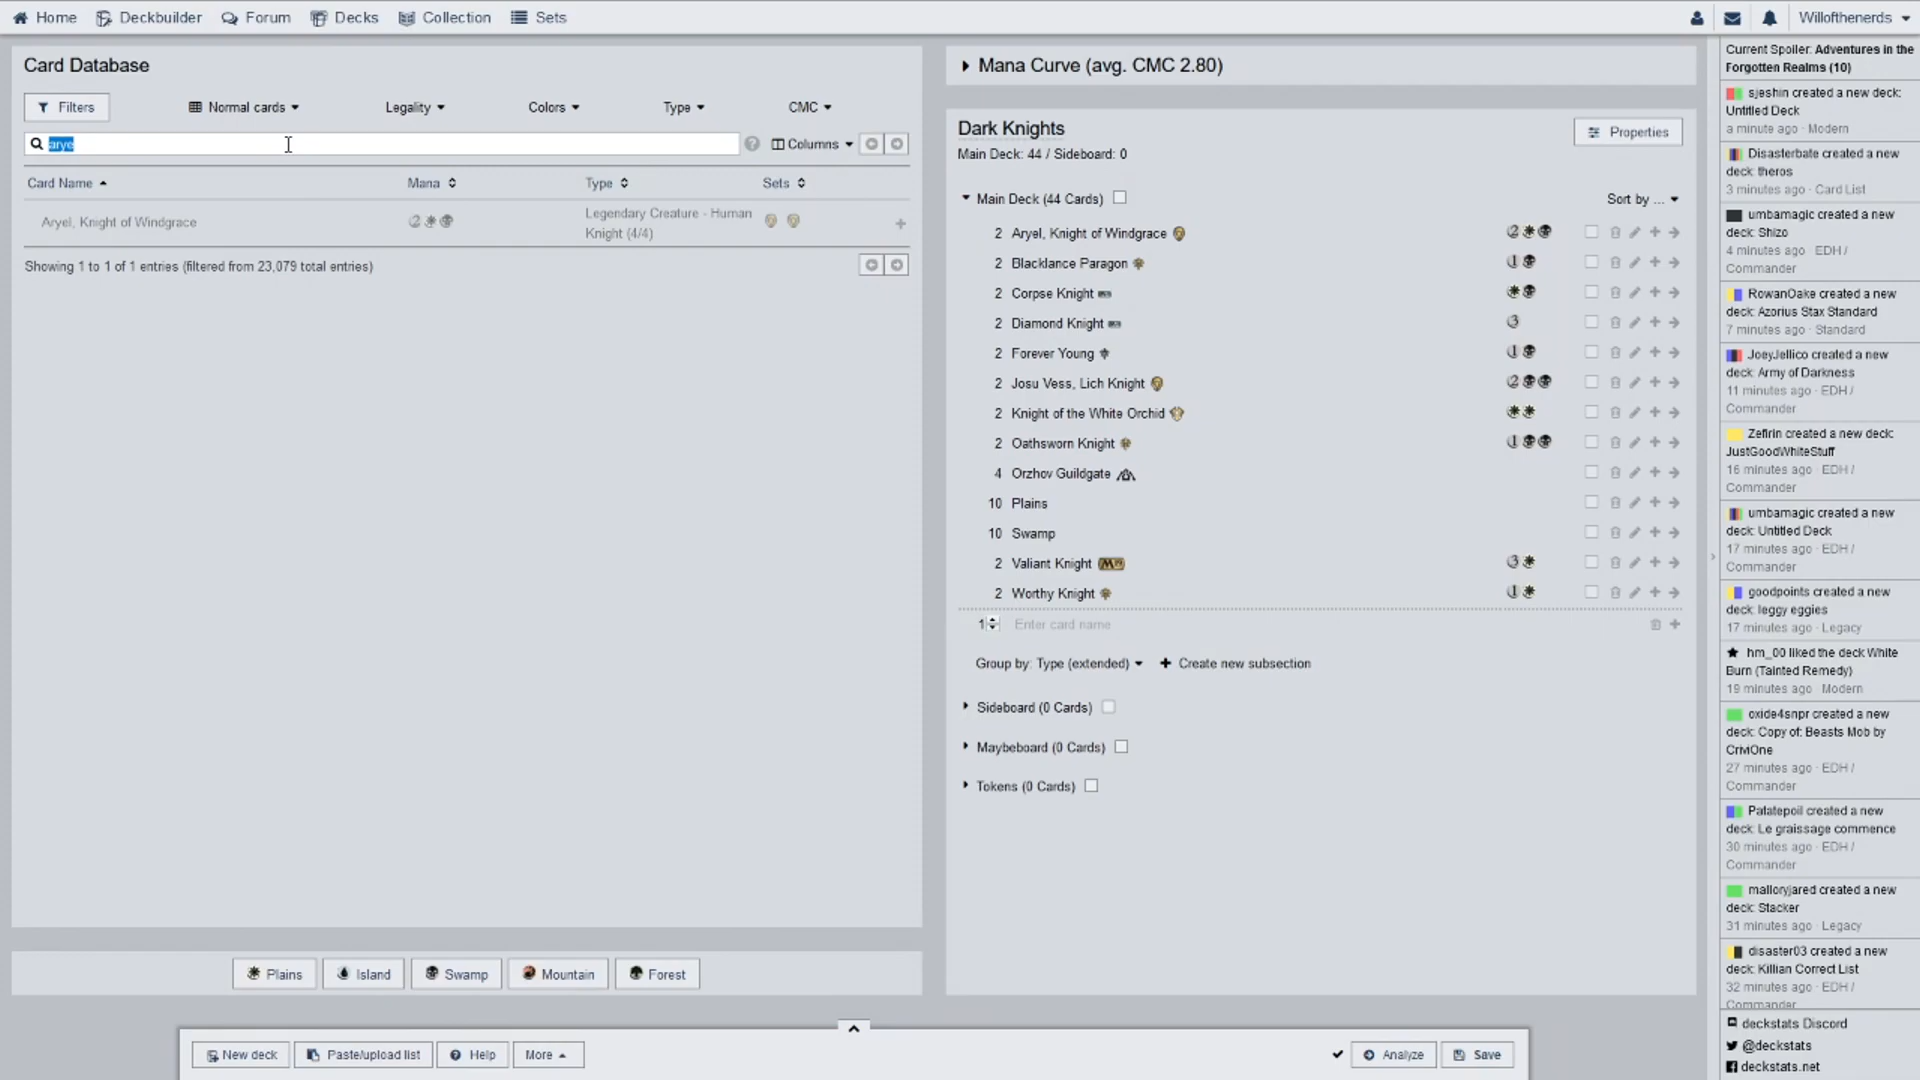 Home Deckbuilder Forum Decks Collection Sets Willofthenerds
Card Database
Filters Normal cards Legality Colors Type CMC
arye Columns
Card Name Mana Type Sets
Aryel, Knight of Windgrace 2 Legendary Creature - Human
Knight (4/4)
Showing 1 to 1 of 1 entries (filtered from 23,079 total entries)
Plains Island Swamp Mountain Forest
Mana Curve (avg. CMC 2.80)
Dark Knights
Properties
Main Deck: 44 / Sideboard: 0
Main Deck (44 Cards) Sort by ...
2 Aryel, Knight of Windgrace 2
2 Blacklance Paragon 1
2 Corpse Knight
2 Diamond Knight 3
2 Forever Young 1
2 Josu Vess, Lich Knight 2
2 Knight of the White Orchid
2 Oathsworn Knight 1
4 Orzhov Guildgate
10 Plains
10 Swamp
2 Valiant Knight 3
2 Worthy Knight 1
1 Enter card name
Group by: Type (extended) Create new subsection
Sideboard (0 Cards)
Maybeboard (0 Cards)
Tokens (0 Cards)
Current Spoiler: Adventures in the
Forgotten Realms (10)
sjeshin created a new deck:
Untitled Deck
a minute ago · Modern
Disasterbate created a new
deck: theros
3 minutes ago · Card List
umbamagic created a new
deck: Shizo
4 minutes ago · EDH /
Commander
RowanOake created a new
deck: Azorius Stax Standard
7 minutes ago · Standard
JoeyJellico created a new
deck: Army of Darkness
11 minutes ago · EDH /
Commander
Zefirin created a new deck:
JustGoodWhiteStuff
16 minutes ago · EDH /
Commander
umbamagic created a new
deck: Untitled Deck
17 minutes ago · EDH /
Commander
goodpoints created a new
deck: leggy eggies
17 minutes ago · Legacy
hm_00 liked the deck White
Burn (Tainted Remedy)
19 minutes ago · Modern
oxide4snpr created a new
deck: Copy of: Beasts Mob by
CriviOne
27 minutes ago · EDH /
Commander
Palatepoil created a new
deck: Le graissage commence
30 minutes ago · EDH /
Commander
malloryjared created a new
deck: Stacker
31 minutes ago · Legacy
disaster03 created a new
deck: Killian Correct List
32 minutes ago · EDH /
Commander
deckstats Discord
@deckstats
deckstats.net
New deck Paste/upload list Help More Analyze Save